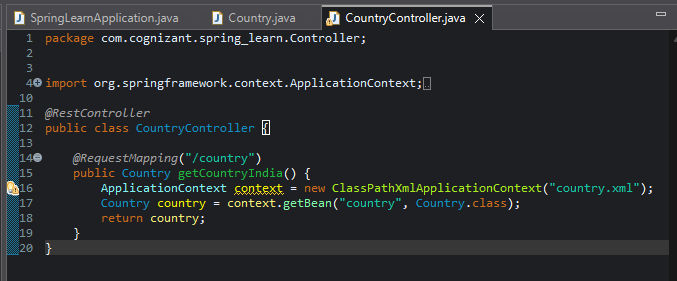 SpringLearnApplication.java Country.java CountryController.java
1 package com.cognizant.spring_learn.Controller;
2
3
4 import org.springframework.context.ApplicationContext;
10
11 @RestController
12 public class CountryController {
13
14 @RequestMapping("/country")
15 public Country getCountryIndia() {
16 ApplicationContext context = new ClassPathXmlApplicationContext("country.xml");
17 Country country = context.getBean("country", Country.class);
18 return country;
19 }
20 }